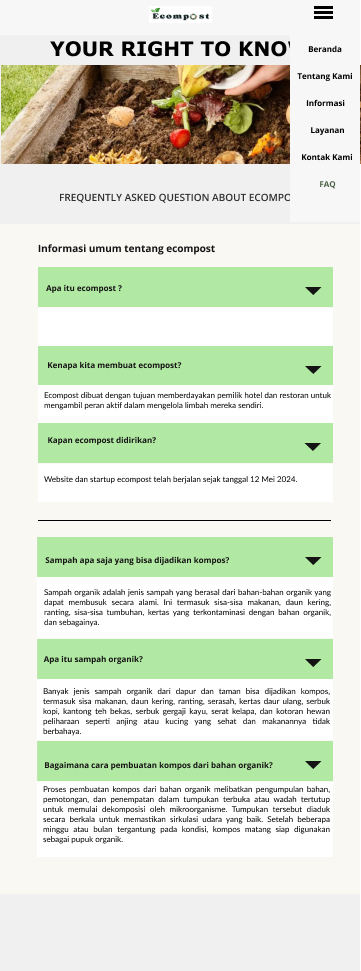 Ecompost
YOUR RIGHT TO KNOW
Beranda
Tentang Kami
Informasi
Layanan
Kontak Kami
FAQ
FREQUENTLY ASKED QUESTION ABOUT ECOMPO
Informasi umum tentang ecompost
Apa itu ecompost ?
Kenapa kita membuat ecompost?
Ecompost dibuat dengan tujuan memberdayakan pemilik hotel dan restoran untuk
mengambil peran aktif dalam mengelola limbah mereka sendiri.
Kapan ecompost didirikan?
Website dan startup ecompost telah berjalan sejak tanggal 12 Mei 2024.
Sampah apa saja yang bisa dijadikan kompos?
Sampah organik adalah jenis sampah yang berasal dari bahan-bahan organik yang
dapat membusuk secara alami. Ini termasuk sisa-sisa makanan, daun kering,
ranting, sisa-sisa tumbuhan, kertas yang terkontaminasi dengan bahan organik,
dan sebagainya.
Apa itu sampah organik?
Banyak jenis sampah organik dari dapur dan taman bisa dijadikan kompos,
termasuk sisa makanan, daun kering, ranting, serasah, kertas daur ulang, serbuk
kopi, kantong teh bekas, serbuk gergaji kayu, serat kelapa, dan kotoran hewan
peliharaan seperti anjing atau kucing yang sehat dan makanannya tidak
berbahaya.
Bagaimana cara pembuatan kompos dari bahan organik?
Proses pembuatan kompos dari bahan organik melibatkan pengumpulan bahan,
pemotongan, dan penempatan dalam tumpukan terbuka atau wadah tertutup
untuk memulai dekomposisi oleh mikroorganisme. Tumpukan tersebut diaduk
secara berkala untuk memastikan sirkulasi udara yang baik. Setelah beberapa
minggu atau bulan tergantung pada kondisi, kompos matang siap digunakan
sebagai pupuk organik.